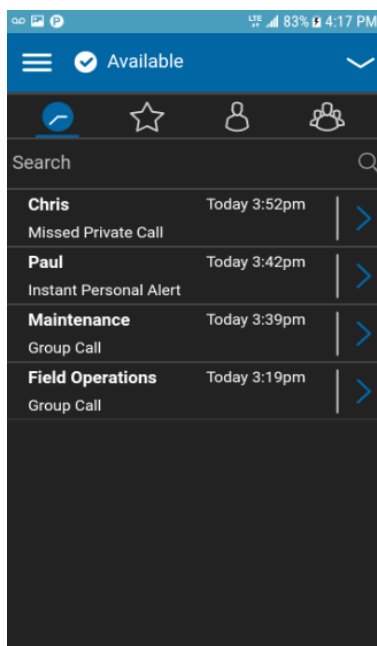 LTE 83% 4:17 PM
Available
Search
Chris Today 3:52pm
Missed Private Call
Paul Today 3:42pm
Instant Personal Alert
Maintenance Today 3:39pm
Group Call
Field Operations Today 3:19pm
Group Call